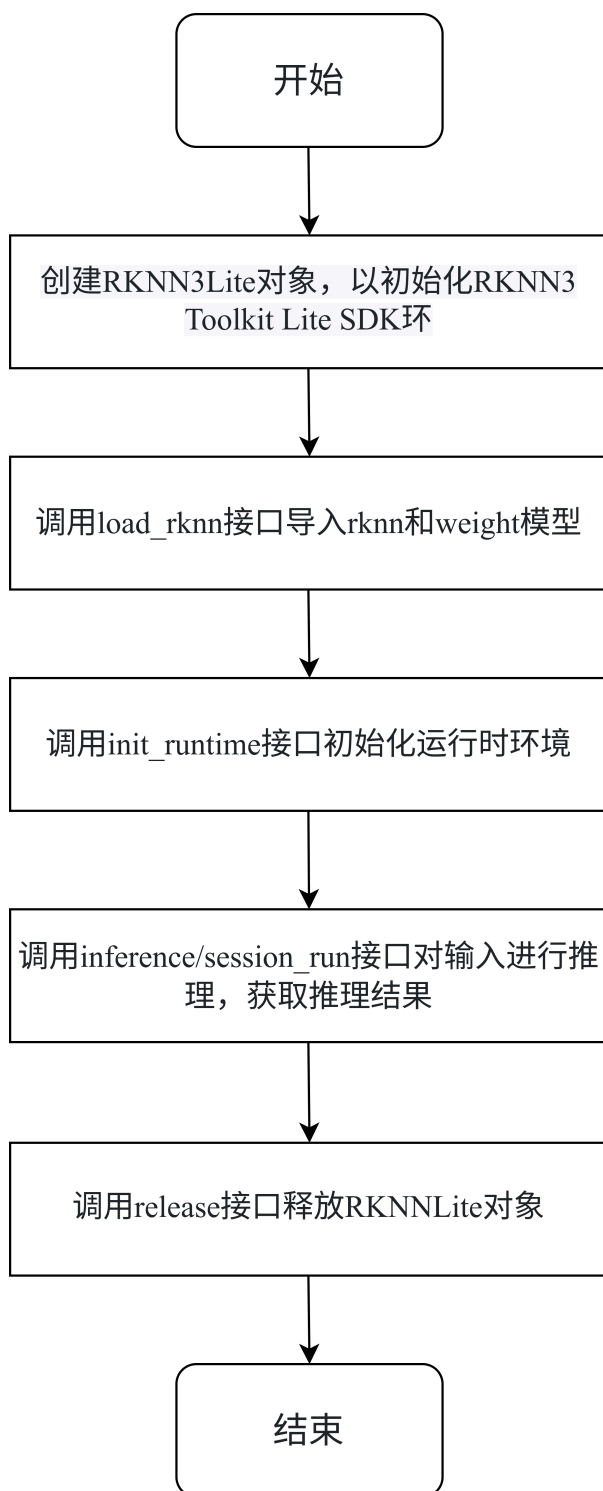 开始
创建RKNN3Lite对象，以初始化RKNN3
Toolkit Lite SDK环
调用load_rknn接口导入rknn和weight模型
调用init_runtime接口初始化运行时环境
调用inference/session_run接口对输入进行推
理，获取推理结果
调用release接口释放RKNNLite对象
结束